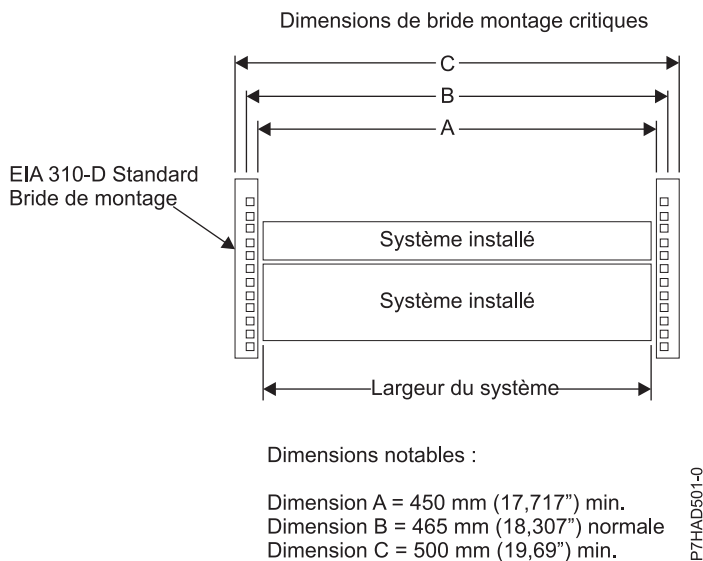 Dimensions de bride montage critiques
C
B
A
EIA 310-D Standard
Bride de montage
Système installé
Système installé
Largeur du système
Dimensions notables :
Dimension A = 450 mm (17,717”) min.
Dimension B = 465 mm (18,307”) normale
Dimension C = 500 mm (19,69”) min.
P7HAD501-0